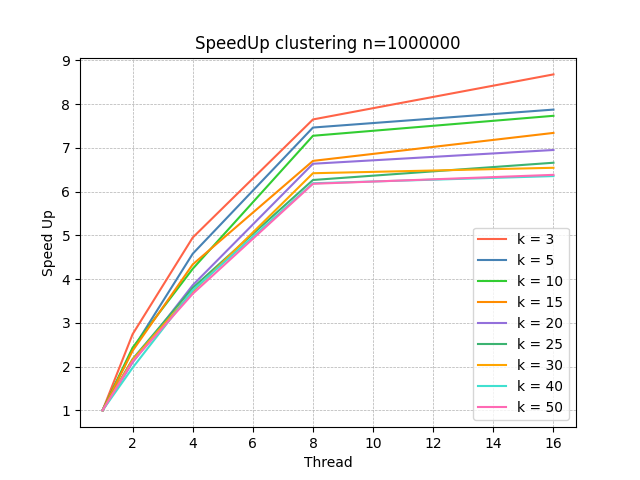 SpeedUp clustering n=1000000
Speed Up
9
8
7
6
5
4
3
2
1
k = 3
k = 5
k = 10
k = 15
k = 20
k = 25
k = 30
k = 40
k = 50
2 4 6 8 10 12 14 16
Thread